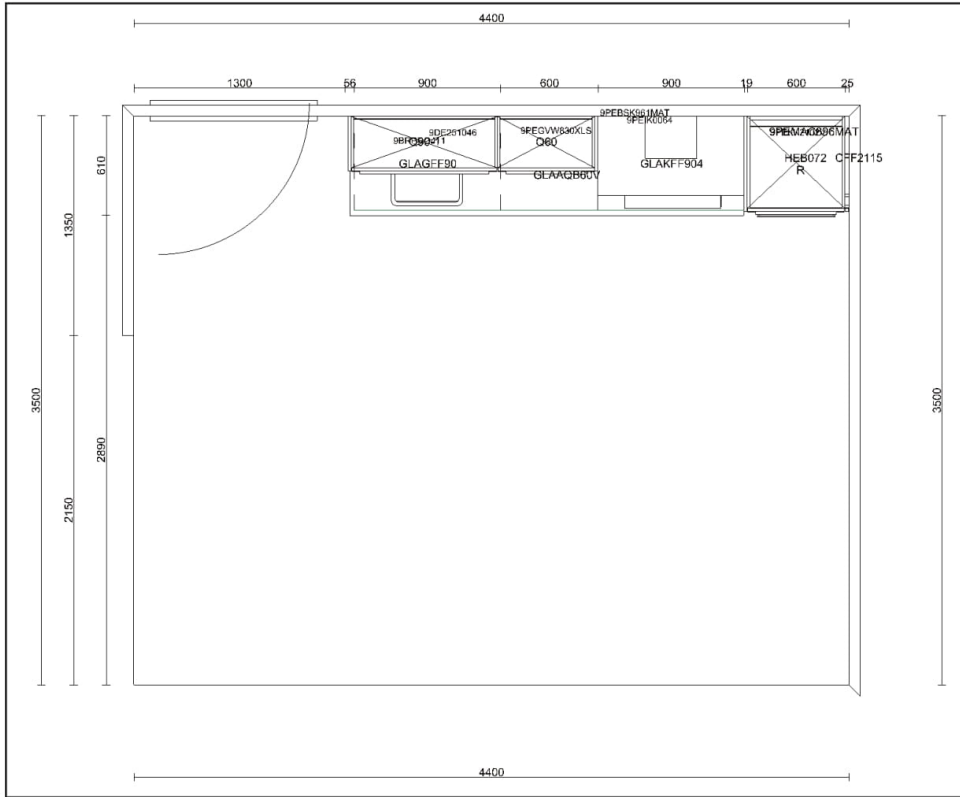 4400
1300 56 900 600 900 19 600 25
9PEBSK961MAT
9PEIK0064
9DE251046 9PEGVW830XLS
Q60
GLAGFF90 GLAKFF904 HEB072 CFF2115
GLAAQB60V R
610
1350
3500
2890
2150
3500
4400